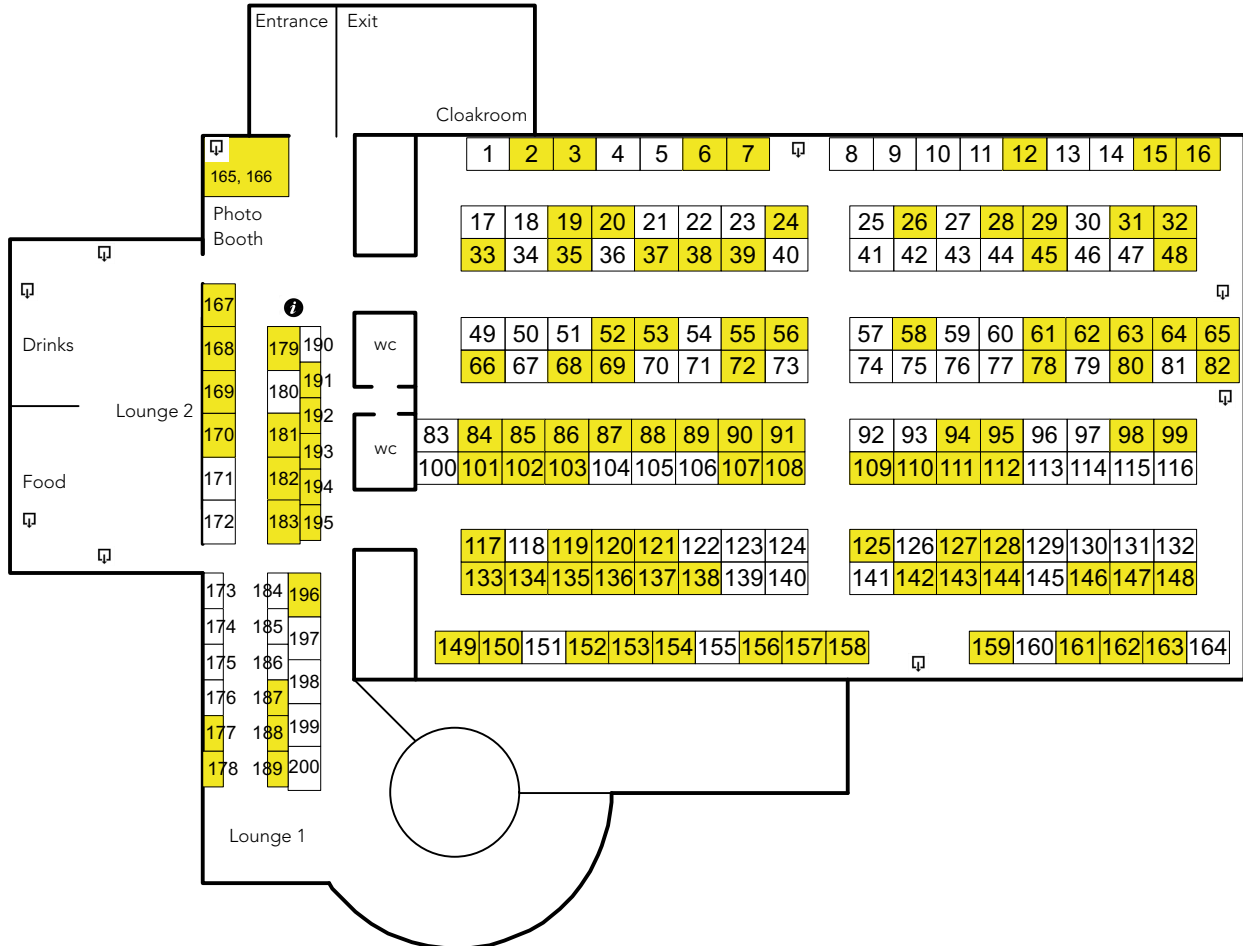 Entrance Exit
Cloakroom
1 2 3 4 5 6 7 8 9 10 11 12 13 14 15 16
165, 166
Photo
Booth
17 18 19 20 21 22 23 24 25 26 27 28 29 30 31 32
33 34 35 36 37 38 39 40 41 42 43 44 45 46 47 48
49 50 51 52 53 54 55 56 57 58 59 60 61 62 63 64 65
66 67 68 69 70 71 72 73 74 75 76 77 78 79 80 81 82
83 84 85 86 87 88 89 90 91 92 93 94 95 96 97 98 99
100 101 102 103 104 105 106 107 108 109 110 111 112 113 114 115 116
117 118 119 120 121 122 123 124 125 126 127 128 129 130 131 132
133 134 135 136 137 138 139 140 141 142 143 144 145 146 147 148
149 150 151 152 153 154 155 156 157 158 159 160 161 162 163 164
i
wc
wc
Drinks
Lounge 2
Food
167
168
169
170
171
172
179 190
180 191
181 192
182 193
183 194
195
173 184 196
174 185 197
175 186 198
176 187 199
177 188 200
178 189
Lounge 1